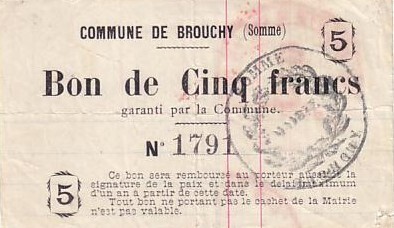 COMMUNE DE BROUCHY (Somme)
5
Bon de Cinq francs
garanti par la Commune.
N° 1791
5
Ce bon sera remboursé au porteur aussitôt la
signature de la paix et dans le délai maximum
d'un an à partir de cette date.
Tout bon ne portant pas le cachet de la Mairie
n'est pas valable.
SOMME
MAIRIE